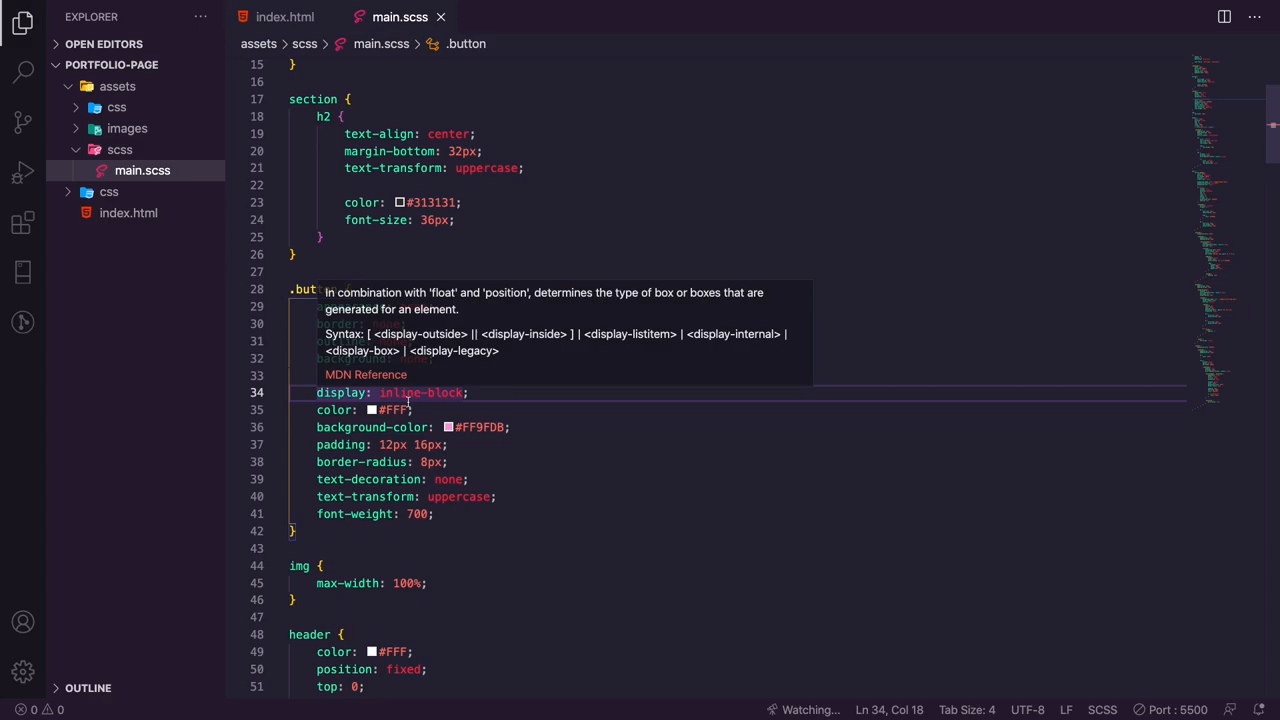 EXPLORER
index.html
main.scss
OPEN EDITORS
assets
scss
main.scss
.button
PORTFOLIO-PAGE
assets
css
images
scss
main.scss
css
index.html
OUTLINE
15 }
16
17 section {
18 h2 {
19 text-align: center;
20 margin-bottom: 32px;
21 text-transform: uppercase;
22
23 color: #313131;
24 font-size: 36px;
25 }
26 }
27
28 .button {
In combination with 'float' and 'position', determines the type of box or boxes that are
generated for an element.
Syntax: [ <display-outside> || <display-inside> ] | <display-listitem> | <display-internal> |
<display-box> | <display-legacy>
MDN Reference
29
30 border: none;
31
32 background: none;
33
34 display: inline-block;
35 color: #FFF;
36 background-color: #FF9FDB;
37 padding: 12px 16px;
38 border-radius: 8px;
39 text-decoration: none;
40 text-transform: uppercase;
41 font-weight: 700;
42 }
43
44 img {
45 max-width: 100%;
46 }
47
48 header {
49 color: #FFF;
50 position: fixed;
51 top: 0;
0 0
Watching...
Ln 34, Col 18
Tab Size: 4
UTF-8
LF
SCSS
Port : 5500